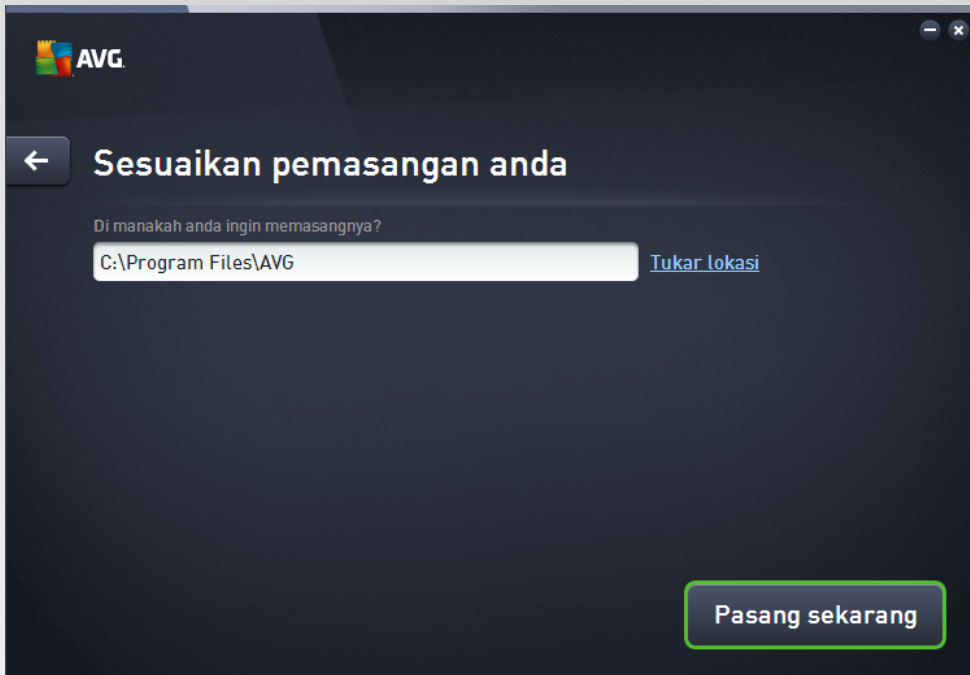 AVG.
Sesuaikan pemasangan anda
Di manakah anda ingin memasangnya?
C:\Program Files\AVG
Tukar lokasi
Pasang sekarang